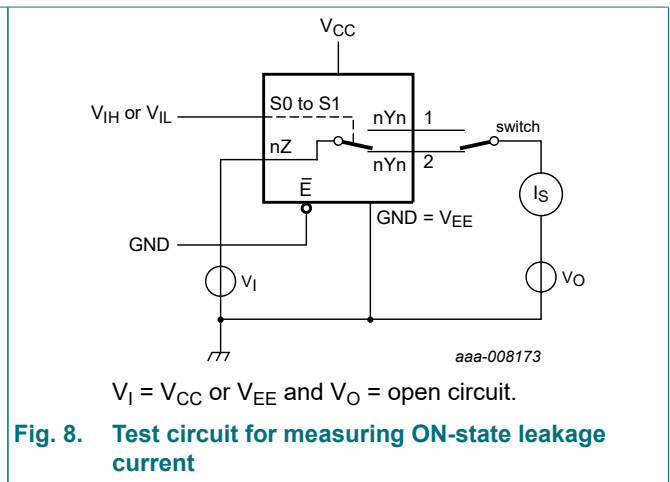 VCC
VIH or VIL
S0 to S1
nYn 1
switch
nZ
nYn 2
E̅
IS
GND = VEE
GND
VI
VO
aaa-008173
VI = VCC or VEE and VO = open circuit.
Fig. 8. Test circuit for measuring ON-state leakage
current